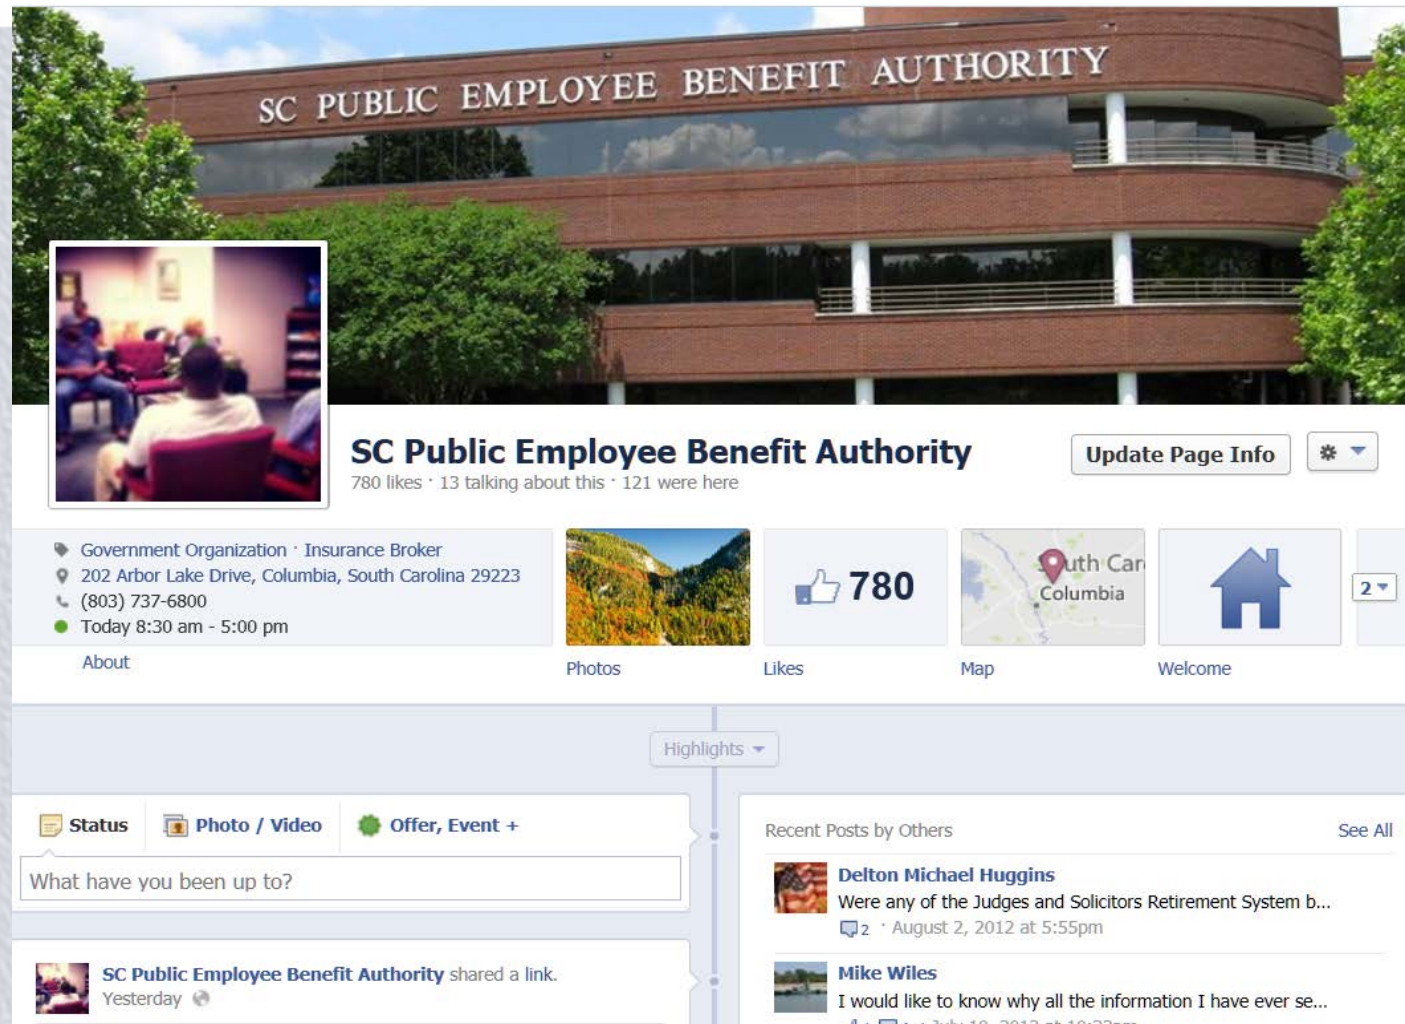 SC PUBLIC EMPLOYEE BENEFIT AUTHORITY
SC Public Employee Benefit Authority
780 likes · 13 talking about this · 121 were here
Update Page Info
Government Organization · Insurance Broker
202 Arbor Lake Drive, Columbia, South Carolina 29223
(803) 737-6800
Today 8:30 am - 5:00 pm
About
Photos
780
Likes
Columbia
Map
Welcome
2
Highlights
Status
Photo / Video
Offer, Event +
What have you been up to?
SC Public Employee Benefit Authority shared a link.
Yesterday
Recent Posts by Others
See All
Delton Michael Huggins
Were any of the Judges and Solicitors Retirement System b...
2 · August 2, 2012 at 5:55pm
Mike Wiles
I would like to know why all the information I have ever se...